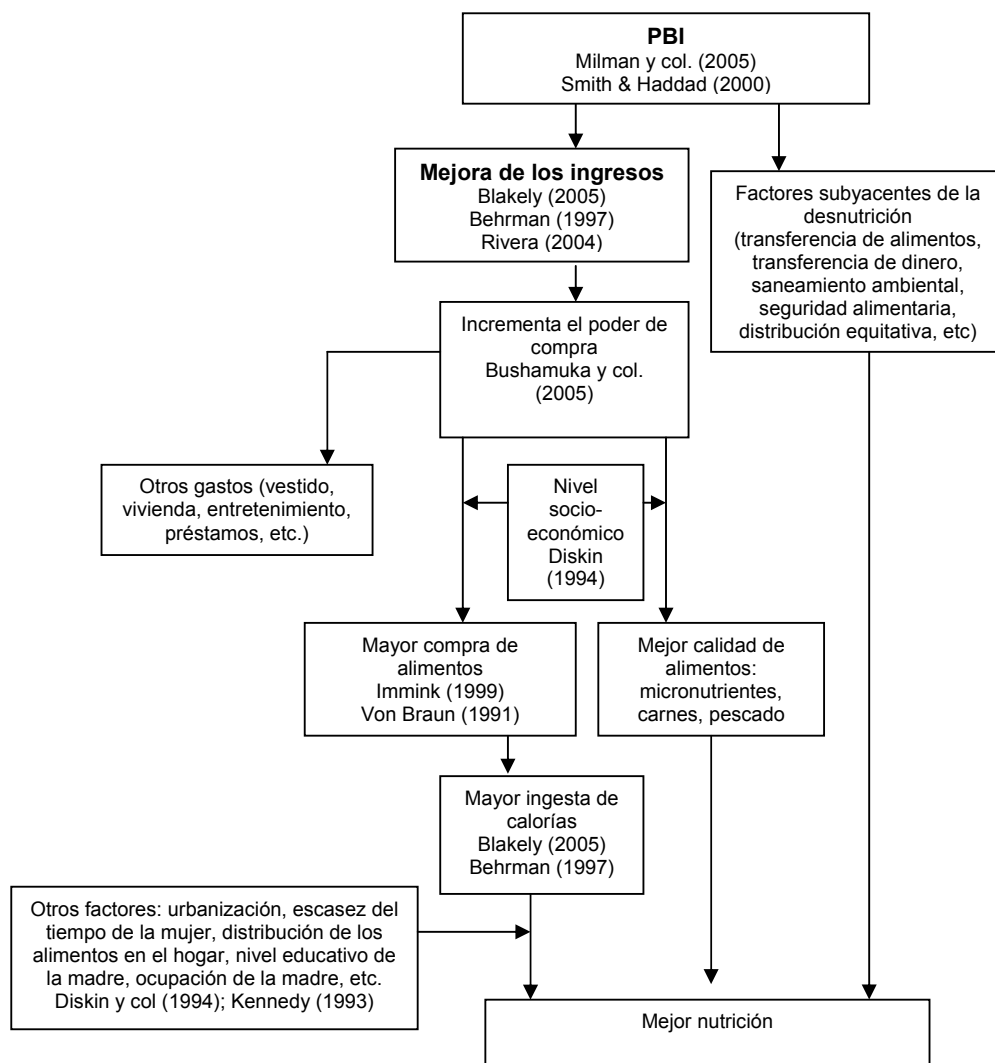 PBI
Milman y col. (2005)
Smith & Haddad (2000)
Mejora de los ingresos
Blakely (2005)
Behrman (1997)
Rivera (2004)
Factores subyacentes de la
desnutrición
(transferencia de alimentos,
transferencia de dinero,
saneamiento ambiental,
seguridad alimentaria,
distribución equitativa, etc)
Incrementa el poder de
compra
Bushamuka y col.
(2005)
Otros gastos (vestido,
vivienda, entretenimiento,
préstamos, etc.)
Nivel
socio-
económico
Diskin
(1994)
Mayor compra de
alimentos
Immink (1999)
Von Braun (1991)
Mejor calidad de
alimentos:
micronutrientes,
carnes, pescado
Mayor ingesta de
calorías
Blakely (2005)
Behrman (1997)
Otros factores: urbanización, escasez del
tiempo de la mujer, distribución de los
alimentos en el hogar, nivel educativo de
la madre, ocupación de la madre, etc.
Diskin y col (1994); Kennedy (1993)
Mejor nutrición